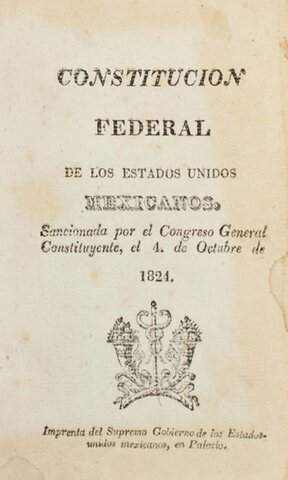 CONSTITUCION
FEDERAL
DE LOS ESTADOS UNIDOS
MEXICANOS.
Sancionada por el Congreso General
Constituyente, el 4. de Octubre de
1824.
Imprenta del Supremo Gobierno de los Estados-
unidos mexicanos, en Palacio.